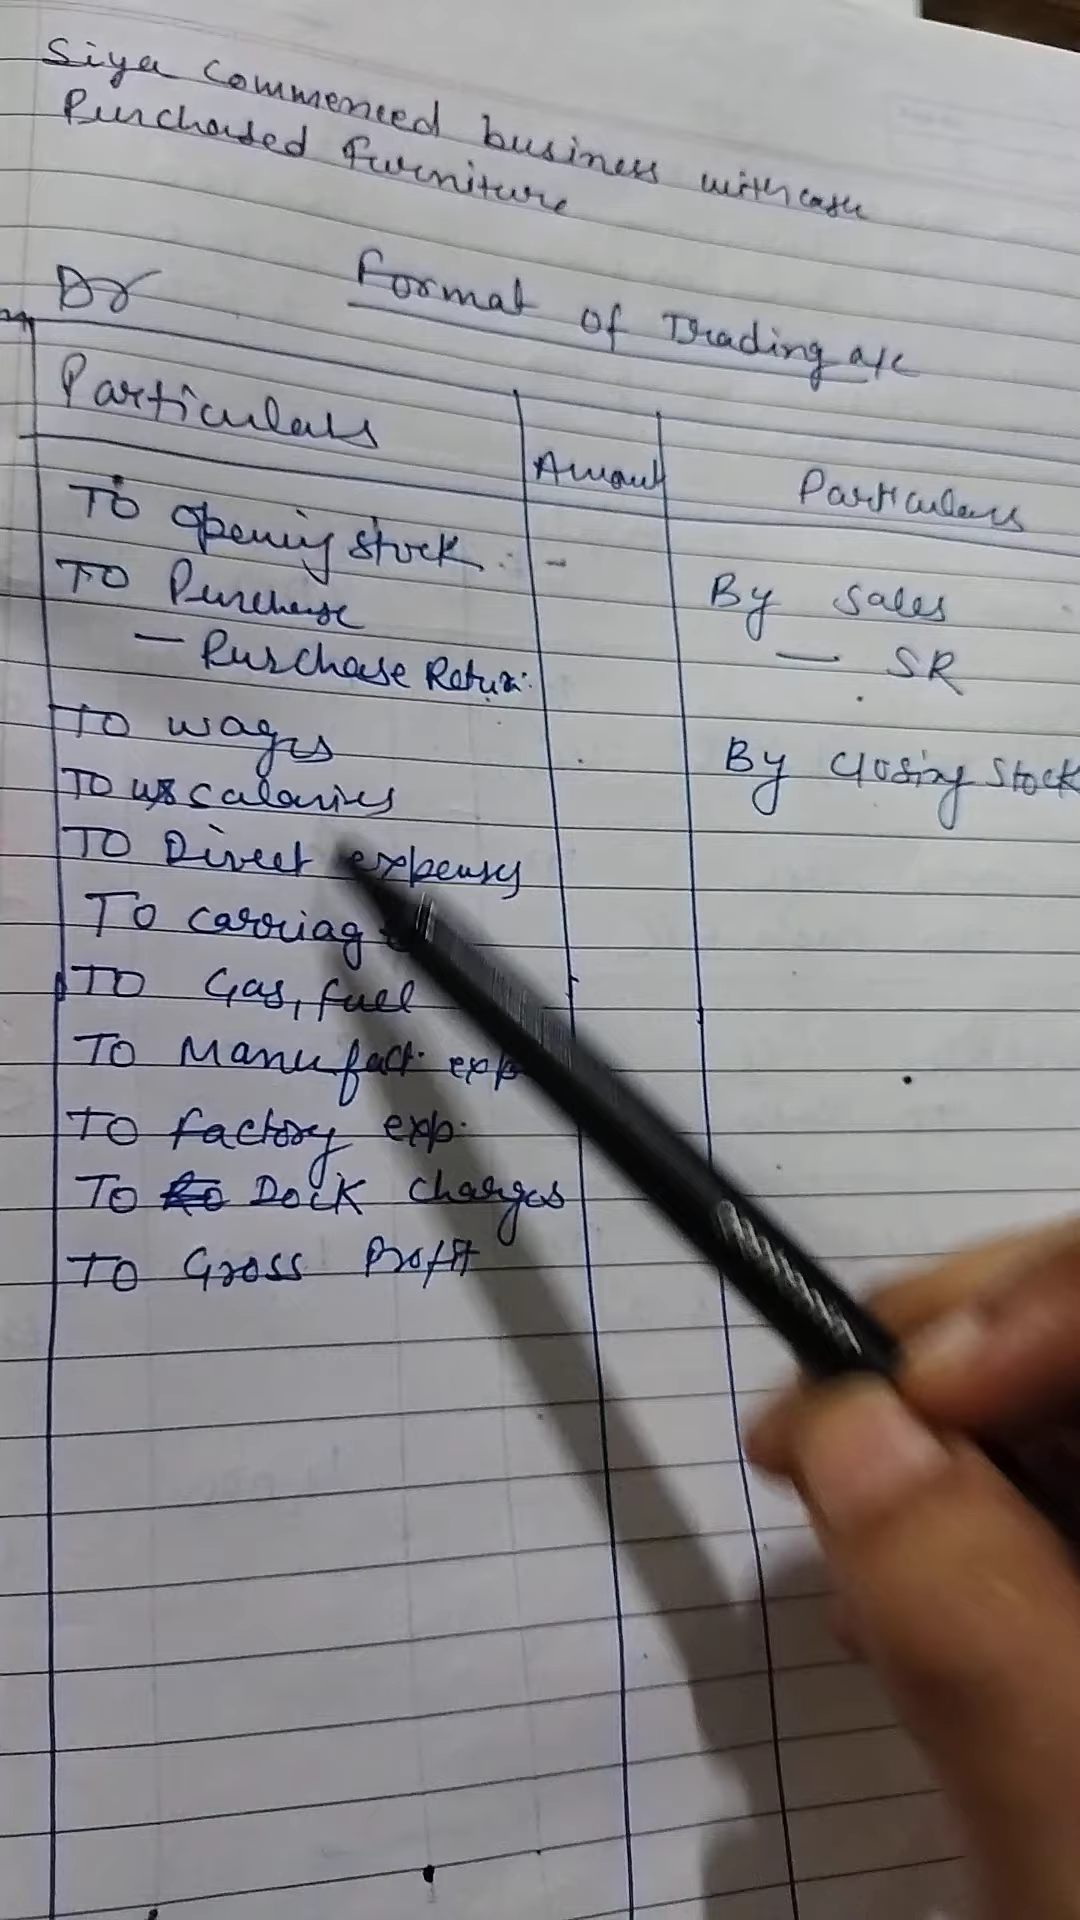 Siya commenced business with cash
Purchased furniture
Dr
Format of Trading a/c
Particulars
Amount
Particulars
To opening stock
To Purchase
— Purchase Return
To wages
To w&salaries
To Direct expenses
To carriag
To Gas, fuel
To Manufact. exp
To factory exp.
To Dock charges
To Gross Profit
By sales
— SR
By closing stock